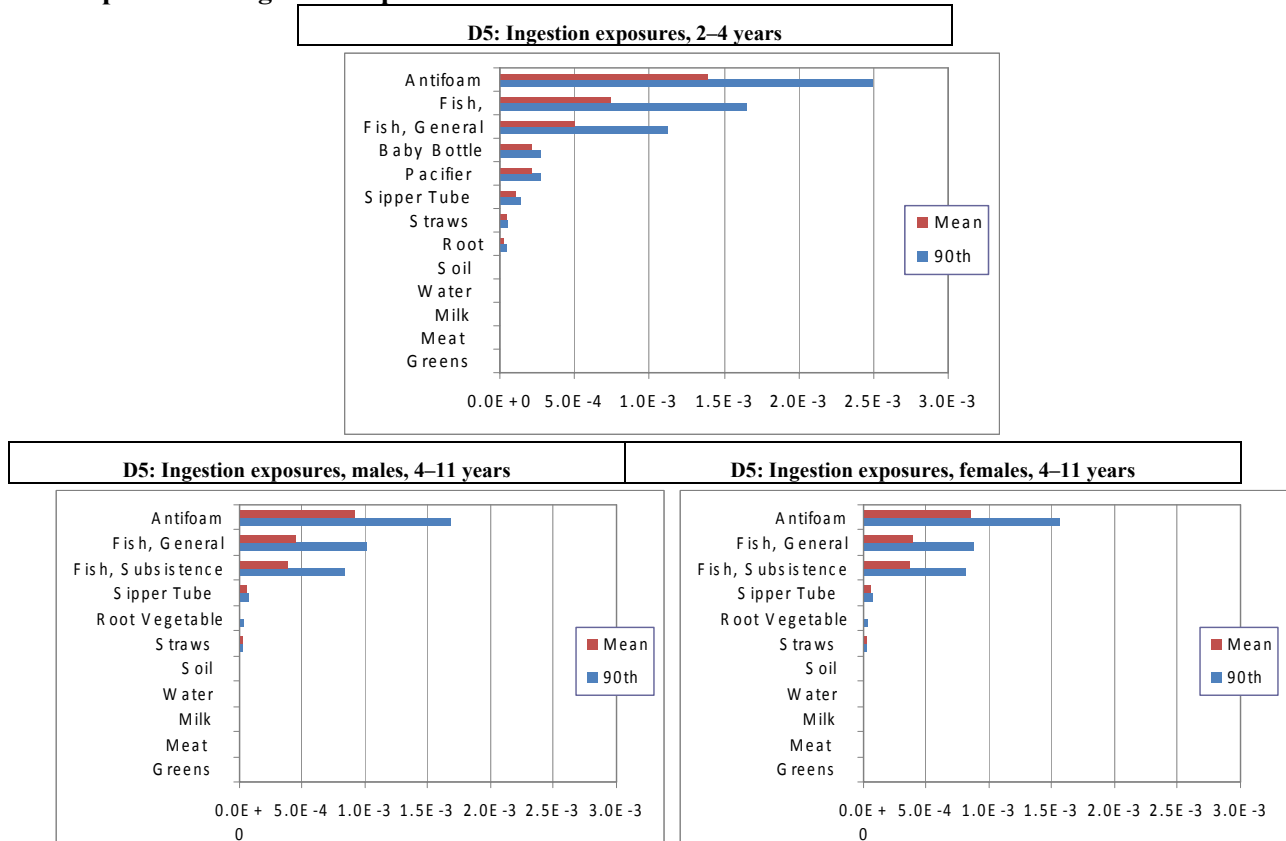 D5: Ingestion exposures, 2–4 years
Antifoam
Fish,
Fish, General
Baby Bottle
Pacifier
Sipper Tube
Straws
Root
Soil
Water
Milk
Meat
Greens
Mean
90th
0.0E+0 5.0E-4 1.0E-3 1.5E-3 2.0E-3 2.5E-3 3.0E-3
D5: Ingestion exposures, males, 4–11 years
Antifoam
Fish, General
Fish, Subsistence
Sipper Tube
Root Vegetable
Straws
Soil
Water
Milk
Meat
Greens
Mean
90th
0.0E+ 5.0E-4 1.0E-3 1.5E-3 2.0E-3 2.5E-3 3.0E-3
0
D5: Ingestion exposures, females, 4–11 years
Antifoam
Fish, General
Fish, Subsistence
Sipper Tube
Root Vegetable
Straws
Soil
Water
Milk
Meat
Greens
Mean
90th
0.0E+ 5.0E-4 1.0E-3 1.5E-3 2.0E-3 2.5E-3 3.0E-3
0